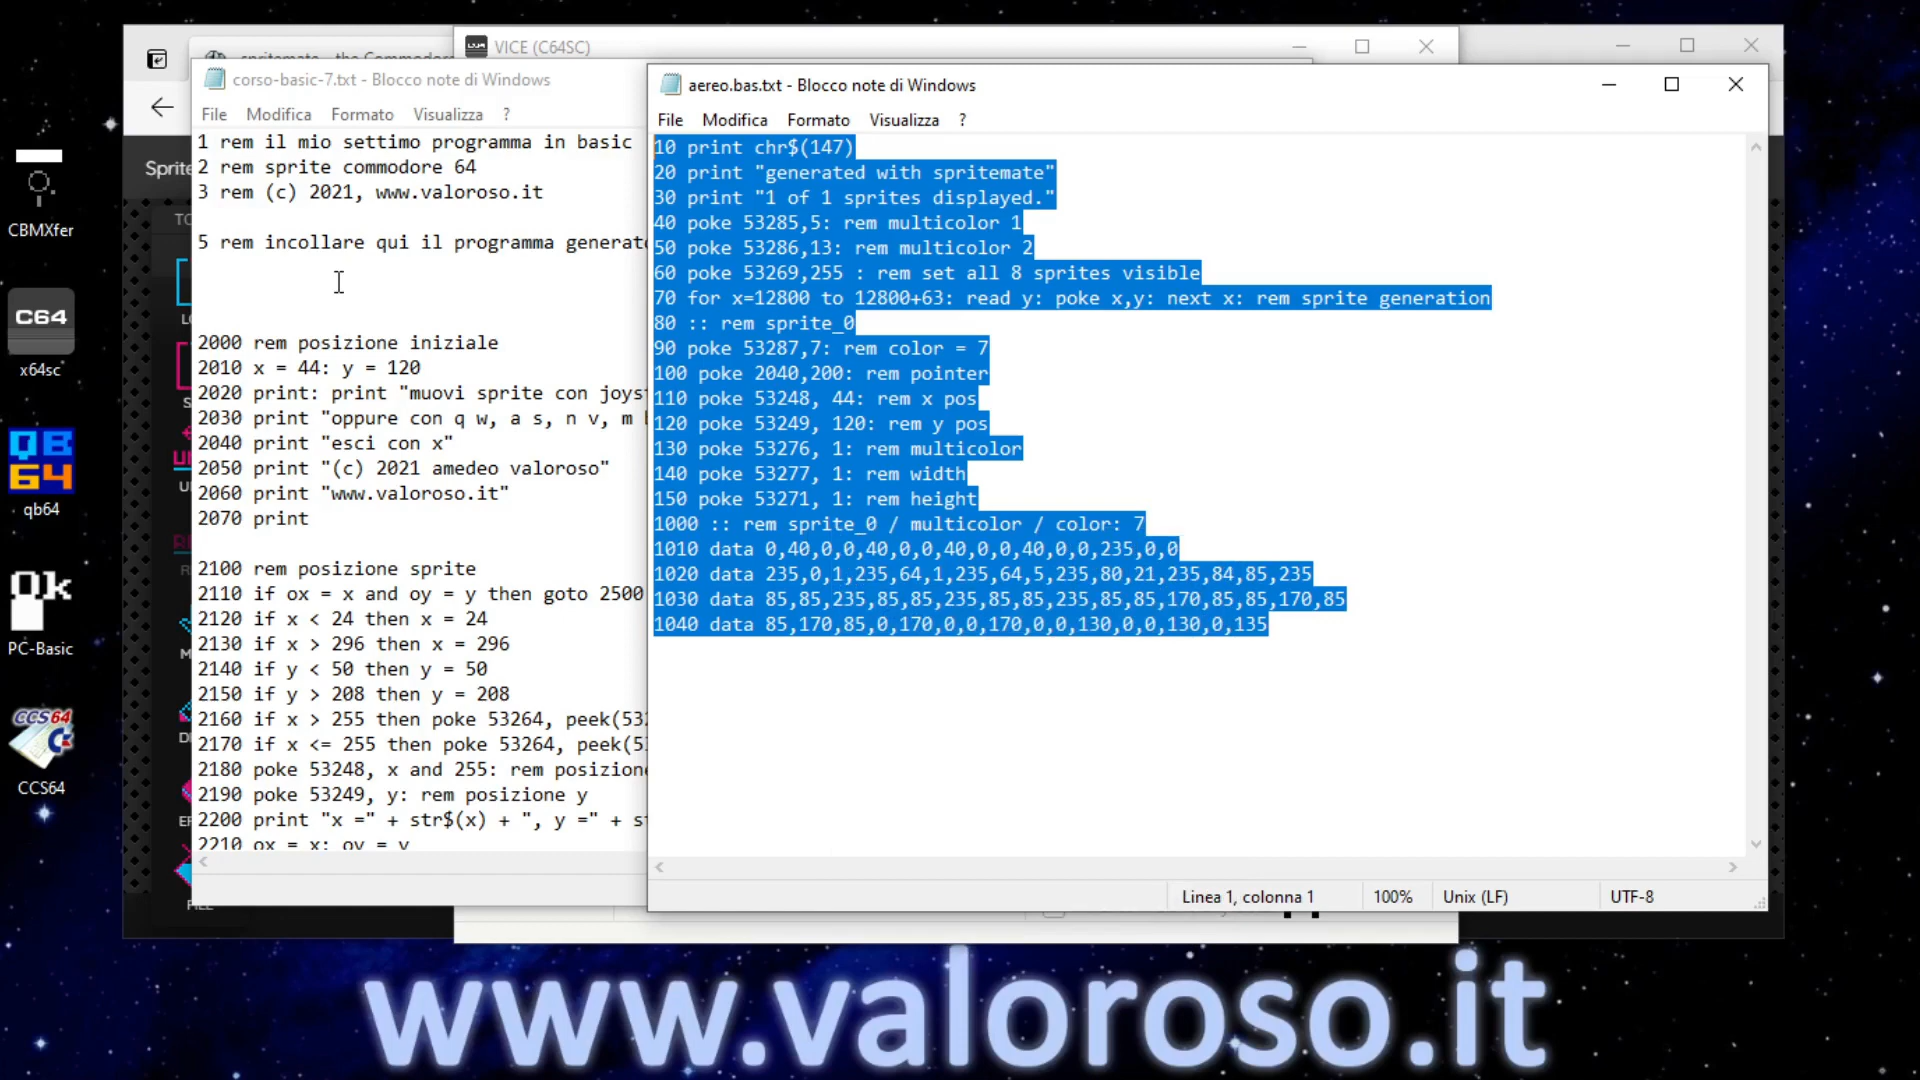 VICE (C64SC)
corso-basic-7.txt - Blocco note di Windows
File Modifica Formato Visualizza ?
1 rem il mio settimo programma in basic
2 rem sprite commodore 64
3 rem (c) 2021, www.valoroso.it
5 rem incollare qui il programma
2000 rem posizione iniziale
2010 x = 44: y = 120
2020 print: print "muovi sprite con
2030 print "oppure con q w, a s, n v, m
2040 print "esci con x"
2050 print "(c) 2021 amedeo valoroso"
2060 print "www.valoroso.it"
2070 print
2100 rem posizione sprite
2110 if ox = x and oy = y then goto 2500
2120 if x < 24 then x = 24
2130 if x > 296 then x = 296
2140 if y < 50 then y = 50
2150 if y > 208 then y = 208
2160 if x > 255 then poke 53264,
2170 if x <= 255 then poke 53264,
2180 poke 53248, x and 255: rem posizione
2190 poke 53249, y: rem posizione y
2200 print "x =" + str$(x) + ", y =" +
2210 ox = x: oy = y
aereo.bas.txt - Blocco note di Windows
File Modifica Formato Visualizza ?
10 print chr$(147)
20 print "generated with spritemate"
30 print "1 of 1 sprites displayed."
40 poke 53285,5: rem multicolor 1
50 poke 53286,13: rem multicolor 2
60 poke 53269,255 : rem set all 8 sprites visible
70 for x=12800 to 12800+63: read y: poke x,y: next x: rem sprite generation
80 :: rem sprite_0
90 poke 53287,7: rem color = 7
100 poke 2040,200: rem pointer
110 poke 53248, 44: rem x pos
120 poke 53249, 120: rem y pos
130 poke 53276, 1: rem multicolor
140 poke 53277, 1: rem width
150 poke 53271, 1: rem height
1000 :: rem sprite_0 / multicolor / color: 7
1010 data 0,40,0,0,40,0,0,40,0,0,40,0,0,235,0,0
1020 data 235,0,1,235,64,1,235,64,5,235,80,21,235,84,85,235
1030 data 85,85,235,85,85,235,85,85,235,85,85,170,85,85,170,85
1040 data 85,170,85,0,170,0,0,170,0,0,130,0,0,130,0,135
Linea 1, colonna 1 100% Unix (LF) UTF-8
CBMXfer
C64
x64sc
QB
64
qb64
Ok
PC-Basic
CCS64
CCS64
www.valoroso.it